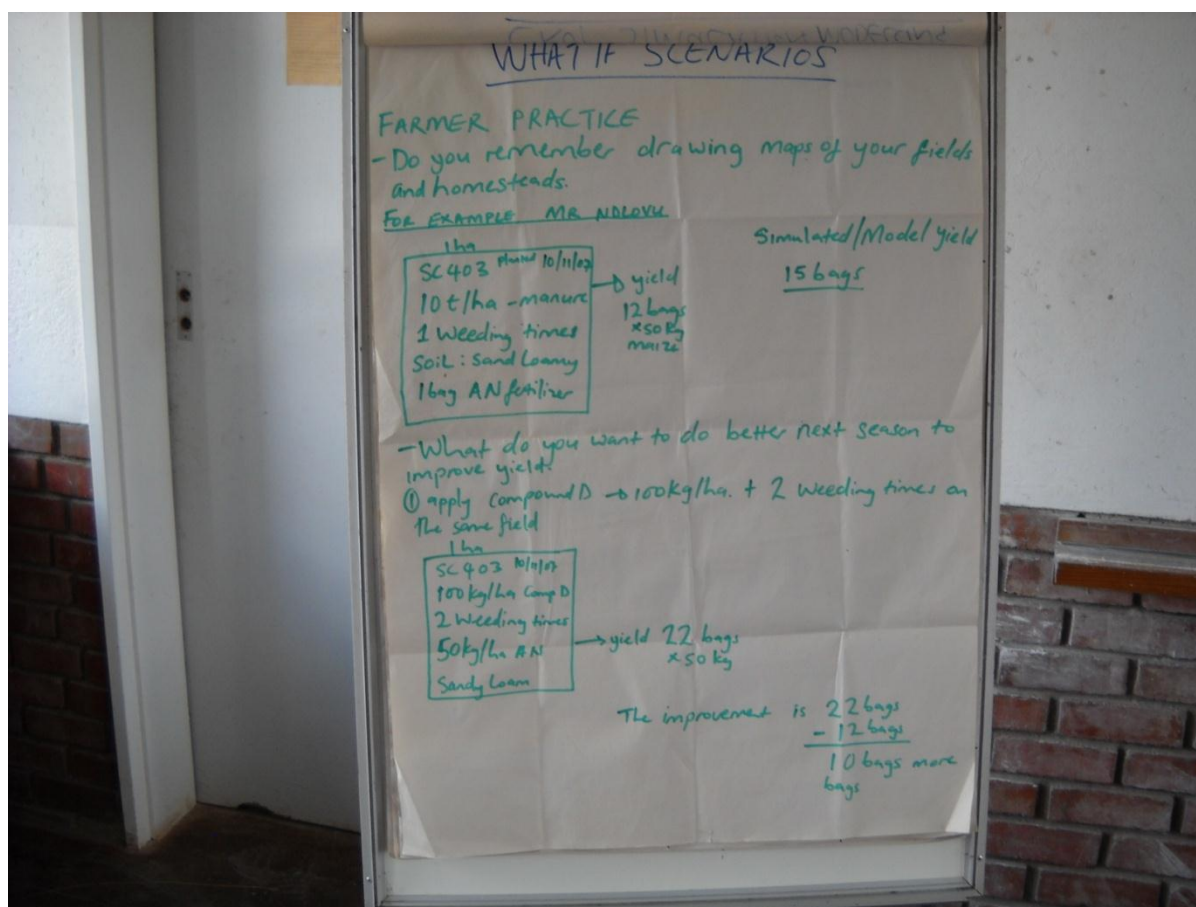 WHAT IF SCENARIOS
FARMER PRACTICE
- Do you remember drawing maps of your fields
and homesteads.
FOR EXAMPLE MR NDLOVU
1ha
SC403 planted 10/11/07
10t/ha - manure
1 Weeding times
Soil : Sand Loamy
1bag AN fertilizer
→ yield
12 bags
x50kg
maize
Simulated/Model yield
15 bags
- What do you want to do better next season to
improve yield.
① apply Compound D → 100kg/ha. + 2 weeding times on
the same field
1ha
SC403 10/11/07
100kg/ha Comp D
2 Weeding times
50kg/ha AN
Sandy Loam
→ yield 22 bags
x50kg
The improvement is 22 bags
- 12 bags
10 bags more
bags